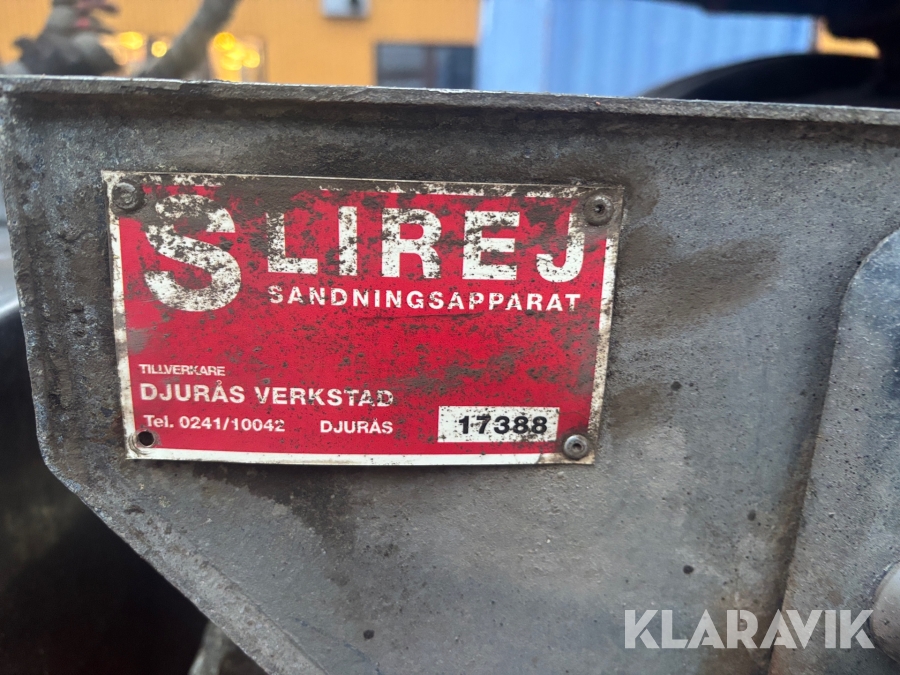 SLIREJ
SANDNINGSAPPARAT
TILLVERKARE
DJURÅS VERKSTAD
Tel. 0241/10042 DJURÅS 17388
KLARAVIK